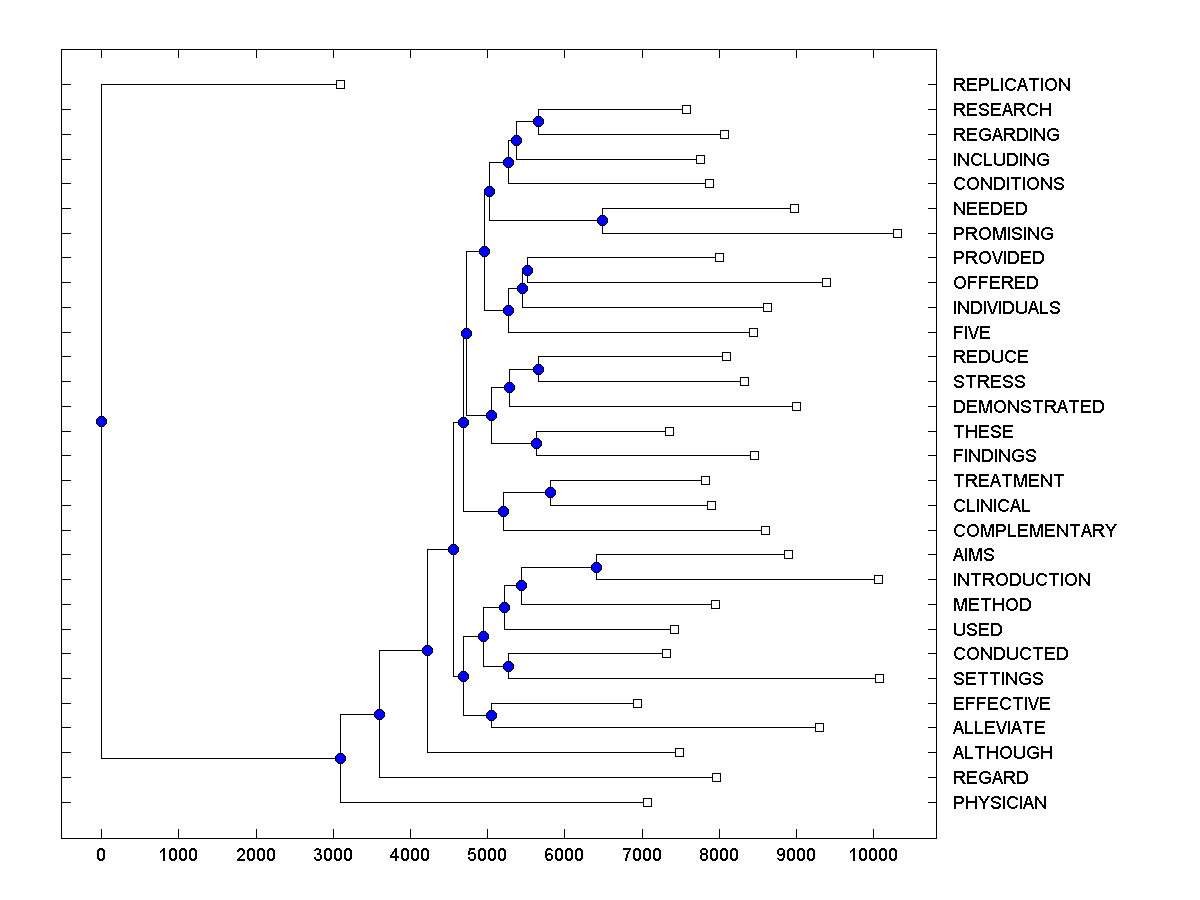 REPLICATION
RESEARCH
REGARDING
INCLUDING
CONDITIONS
NEEDED
PROMISING
PROVIDED
OFFERED
INDIVIDUALS
FIVE
REDUCE
STRESS
DEMONSTRATED
THESE
FINDINGS
TREATMENT
CLINICAL
COMPLEMENTARY
AIMS
INTRODUCTION
METHOD
USED
CONDUCTED
SETTINGS
EFFECTIVE
ALLEVIATE
ALTHOUGH
REGARD
PHYSICIAN
0 1000 2000 3000 4000 5000 6000 7000 8000 9000 10000